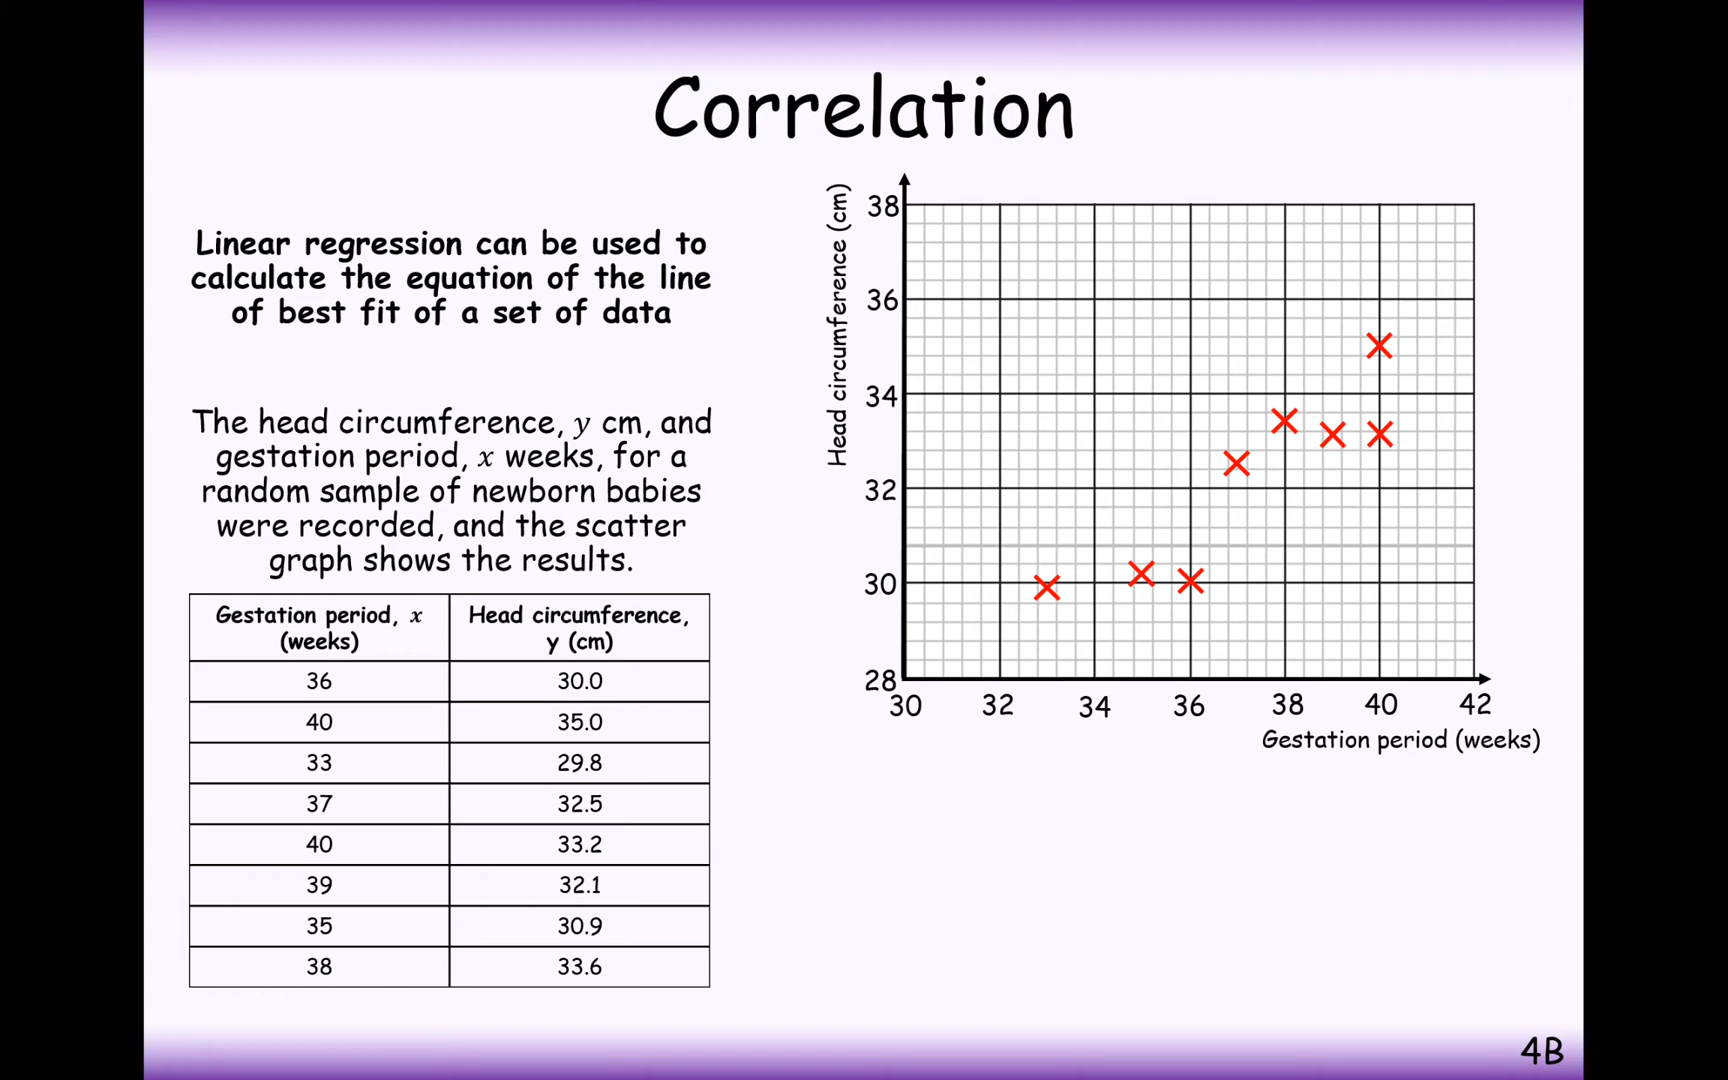 Correlation
Linear regression can be used to
calculate the equation of the line
of best fit of a set of data
The head circumference, y cm, and
gestation period, x weeks, for a
random sample of newborn babies
were recorded, and the scatter
graph shows the results.
Gestation period, x
(weeks)
Head circumference,
y (cm)
36 30.0
40 35.0
33 29.8
37 32.5
40 33.2
39 32.1
35 30.9
38 33.6
Head circumference (cm)
38
36
34
32
30
28
30 32 34 36 38 40 42
Gestation period (weeks)
4B